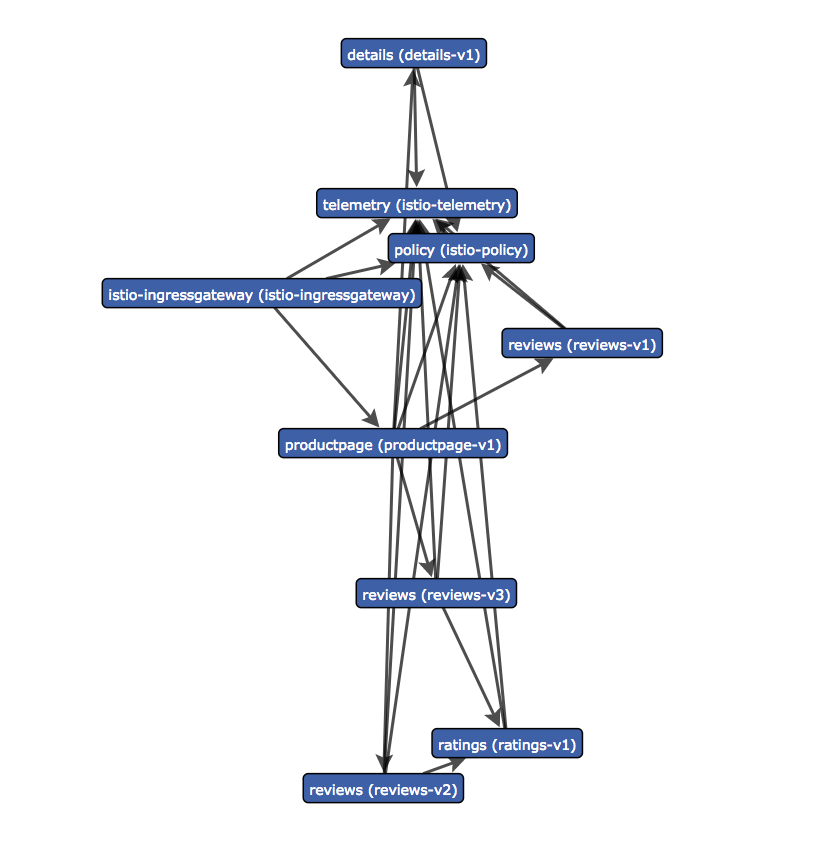 details (details-v1)
telemetry (istio-telemetry)
policy (istio-policy)
istio-ingressgateway (istio-ingressgateway)
reviews (reviews-v1)
productpage (productpage-v1)
reviews (reviews-v3)
ratings (ratings-v1)
reviews (reviews-v2)